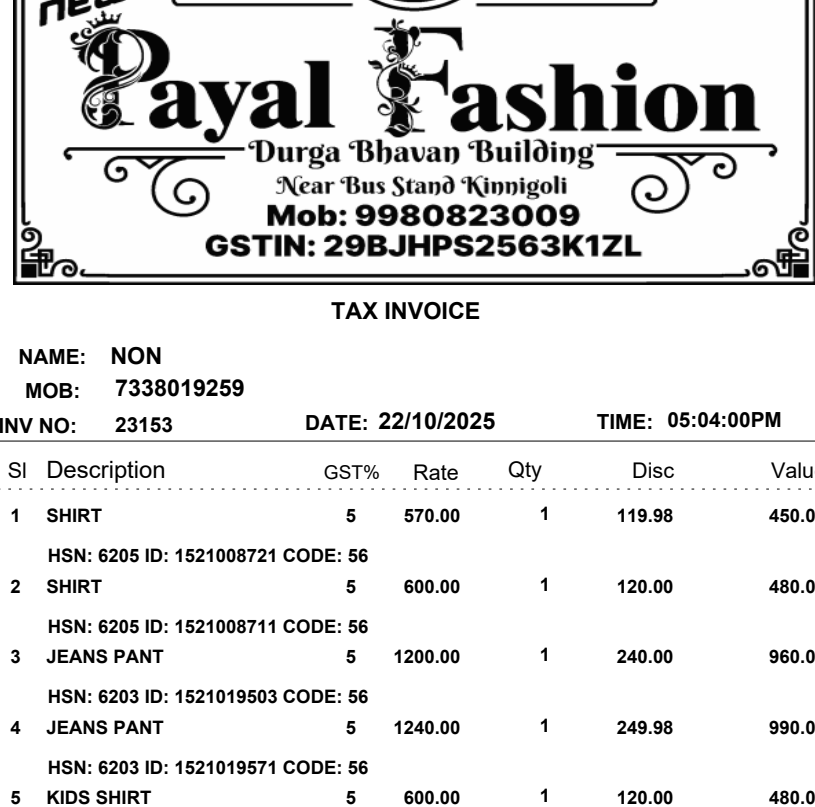 new
Payal Fashion
Durga Bhavan Building
Near Bus Stand Kinnigoli
Mob: 9980823009
GSTIN: 29BJHPS2563K1ZL
TAX INVOICE
NAME: NON
MOB: 7338019259
INV NO: 23153 DATE: 22/10/2025 TIME: 05:04:00PM
Sl Description GST% Rate Qty Disc Valu
1 SHIRT 5 570.00 1 119.98 450.0
HSN: 6205 ID: 1521008721 CODE: 56
2 SHIRT 5 600.00 1 120.00 480.0
HSN: 6205 ID: 1521008711 CODE: 56
3 JEANS PANT 5 1200.00 1 240.00 960.0
HSN: 6203 ID: 1521019503 CODE: 56
4 JEANS PANT 5 1240.00 1 249.98 990.0
HSN: 6203 ID: 1521019571 CODE: 56
5 KIDS SHIRT 5 600.00 1 120.00 480.0